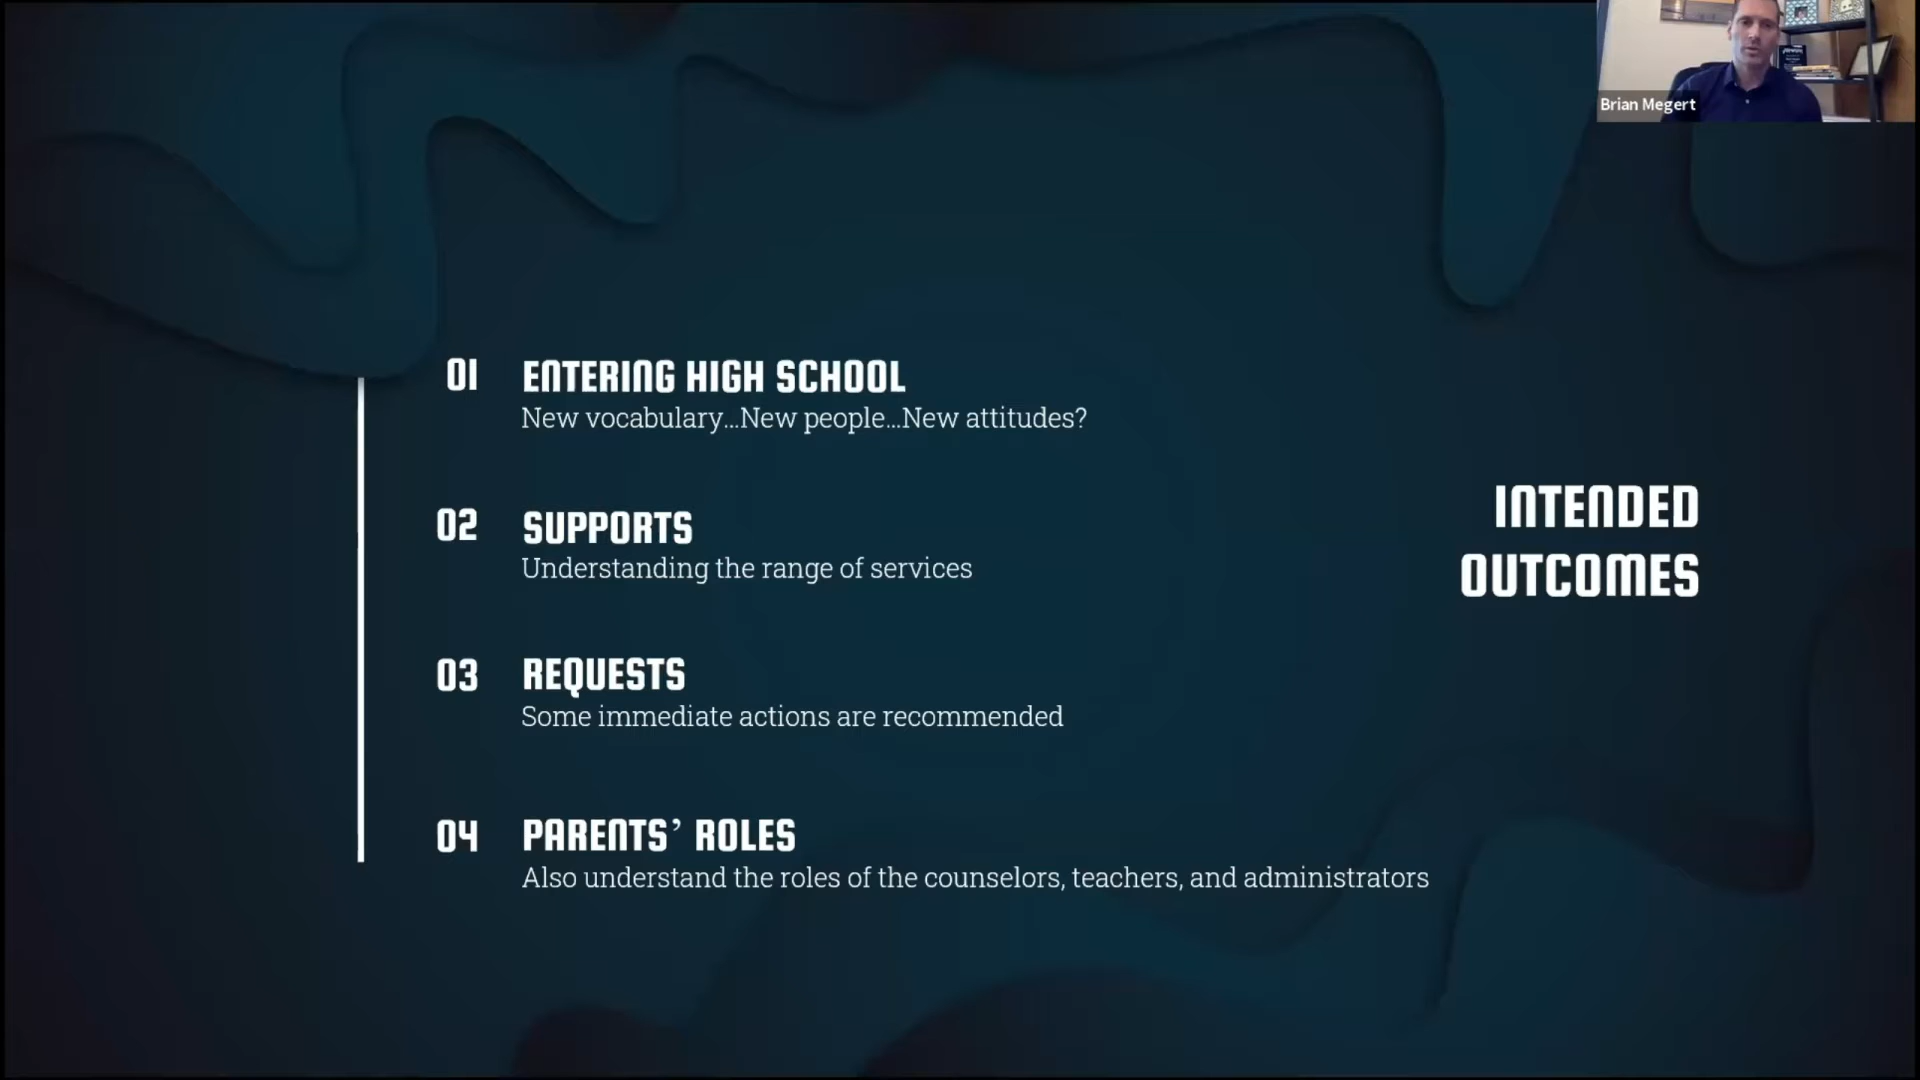 Brian Megert
01 ENTERING HIGH SCHOOL
New vocabulary...New people...New attitudes?
02 SUPPORTS
Understanding the range of services
03 REQUESTS
Some immediate actions are recommended
04 PARENTS’ ROLES
Also understand the roles of the counselors, teachers, and administrators
INTENDED
OUTCOMES